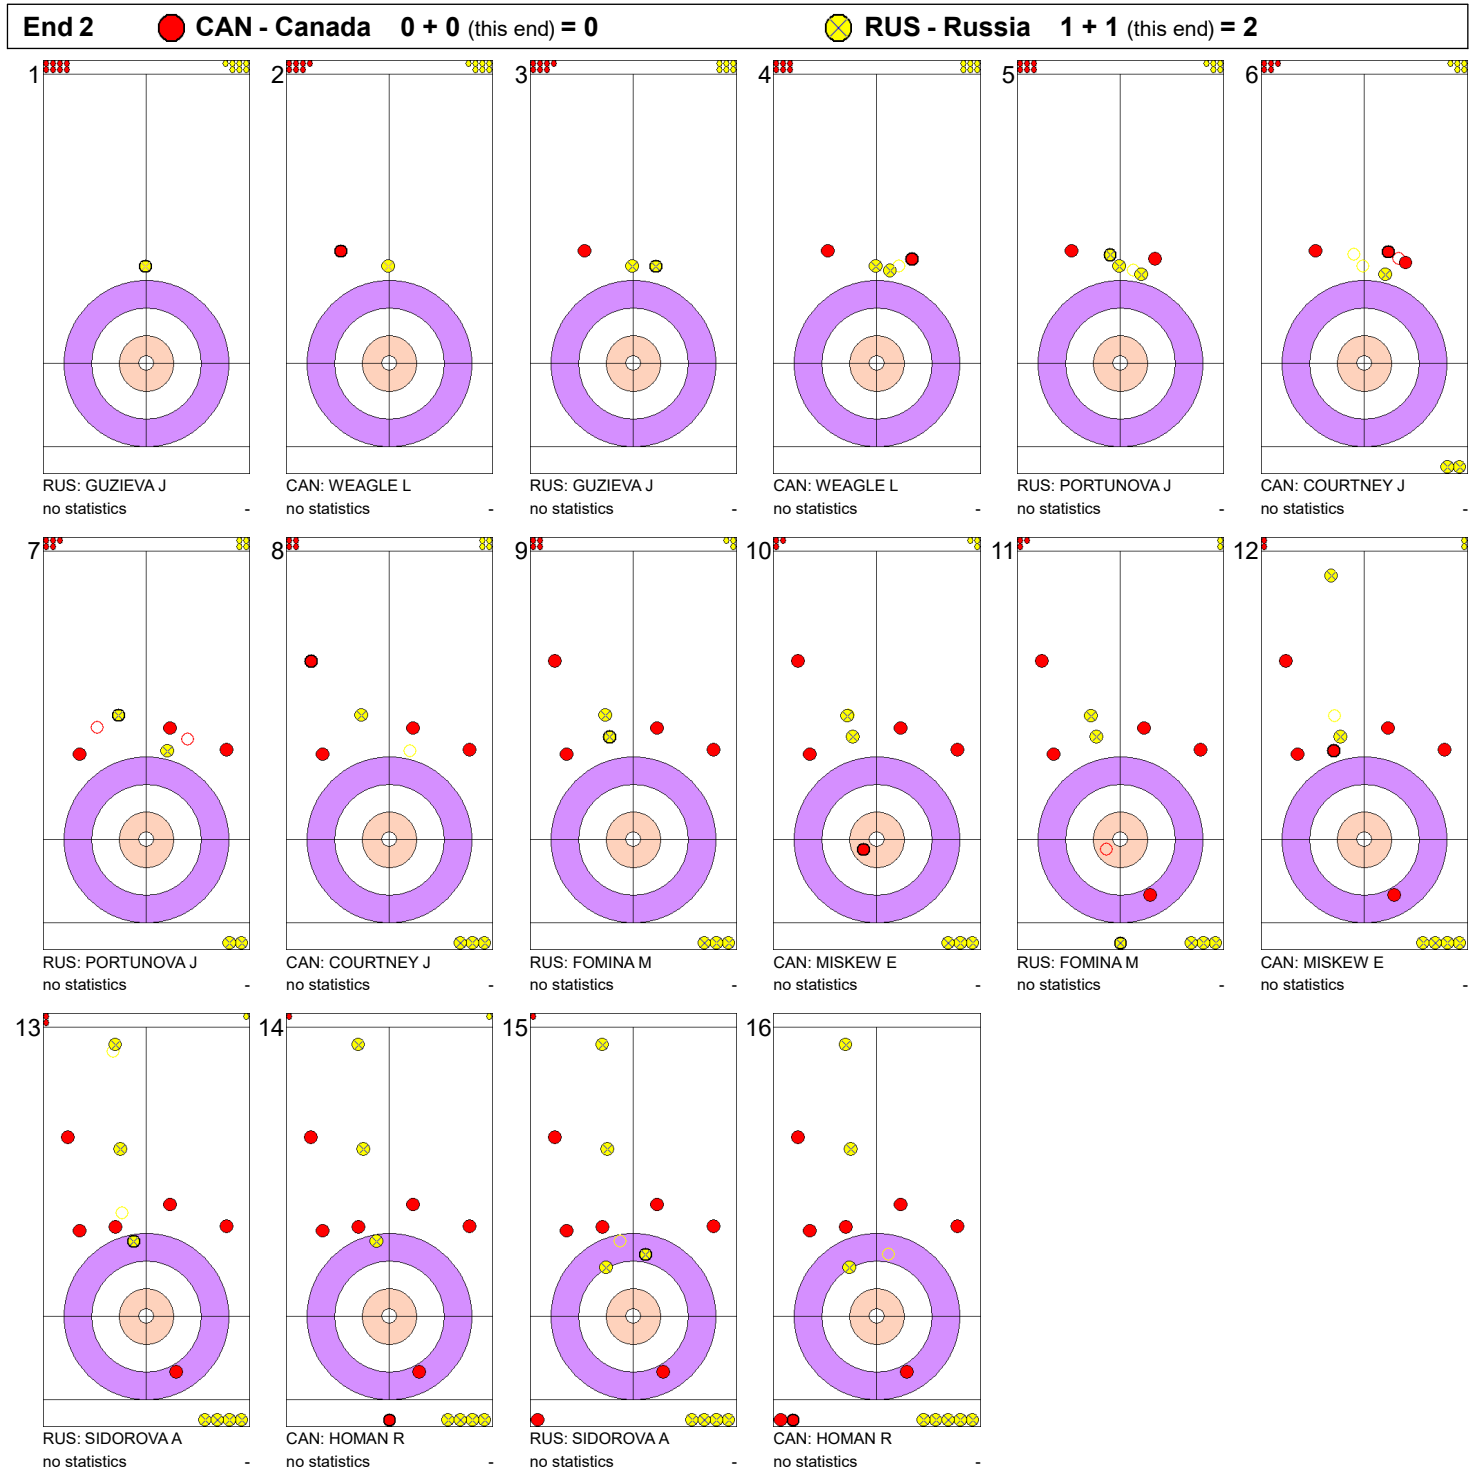 End 2 CAN - Canada 0 + 0 (this end) = 0 RUS - Russia 1 + 1 (this end) = 2
1 2 3 4 5 6
RUS: GUZIEVA J CAN: WEAGLE L RUS: GUZIEVA J CAN: WEAGLE L RUS: PORTUNOVA J CAN: COURTNEY J
no statistics - no statistics - no statistics - no statistics - no statistics - no statistics -
7 8 9 10 11 12
RUS: PORTUNOVA J CAN: COURTNEY J RUS: FOMINA M CAN: MISKEW E RUS: FOMINA M CAN: MISKEW E
no statistics - no statistics - no statistics - no statistics - no statistics - no statistics -
13 14 15 16
RUS: SIDOROVA A CAN: HOMAN R RUS: SIDOROVA A CAN: HOMAN R
no statistics - no statistics - no statistics - no statistics -